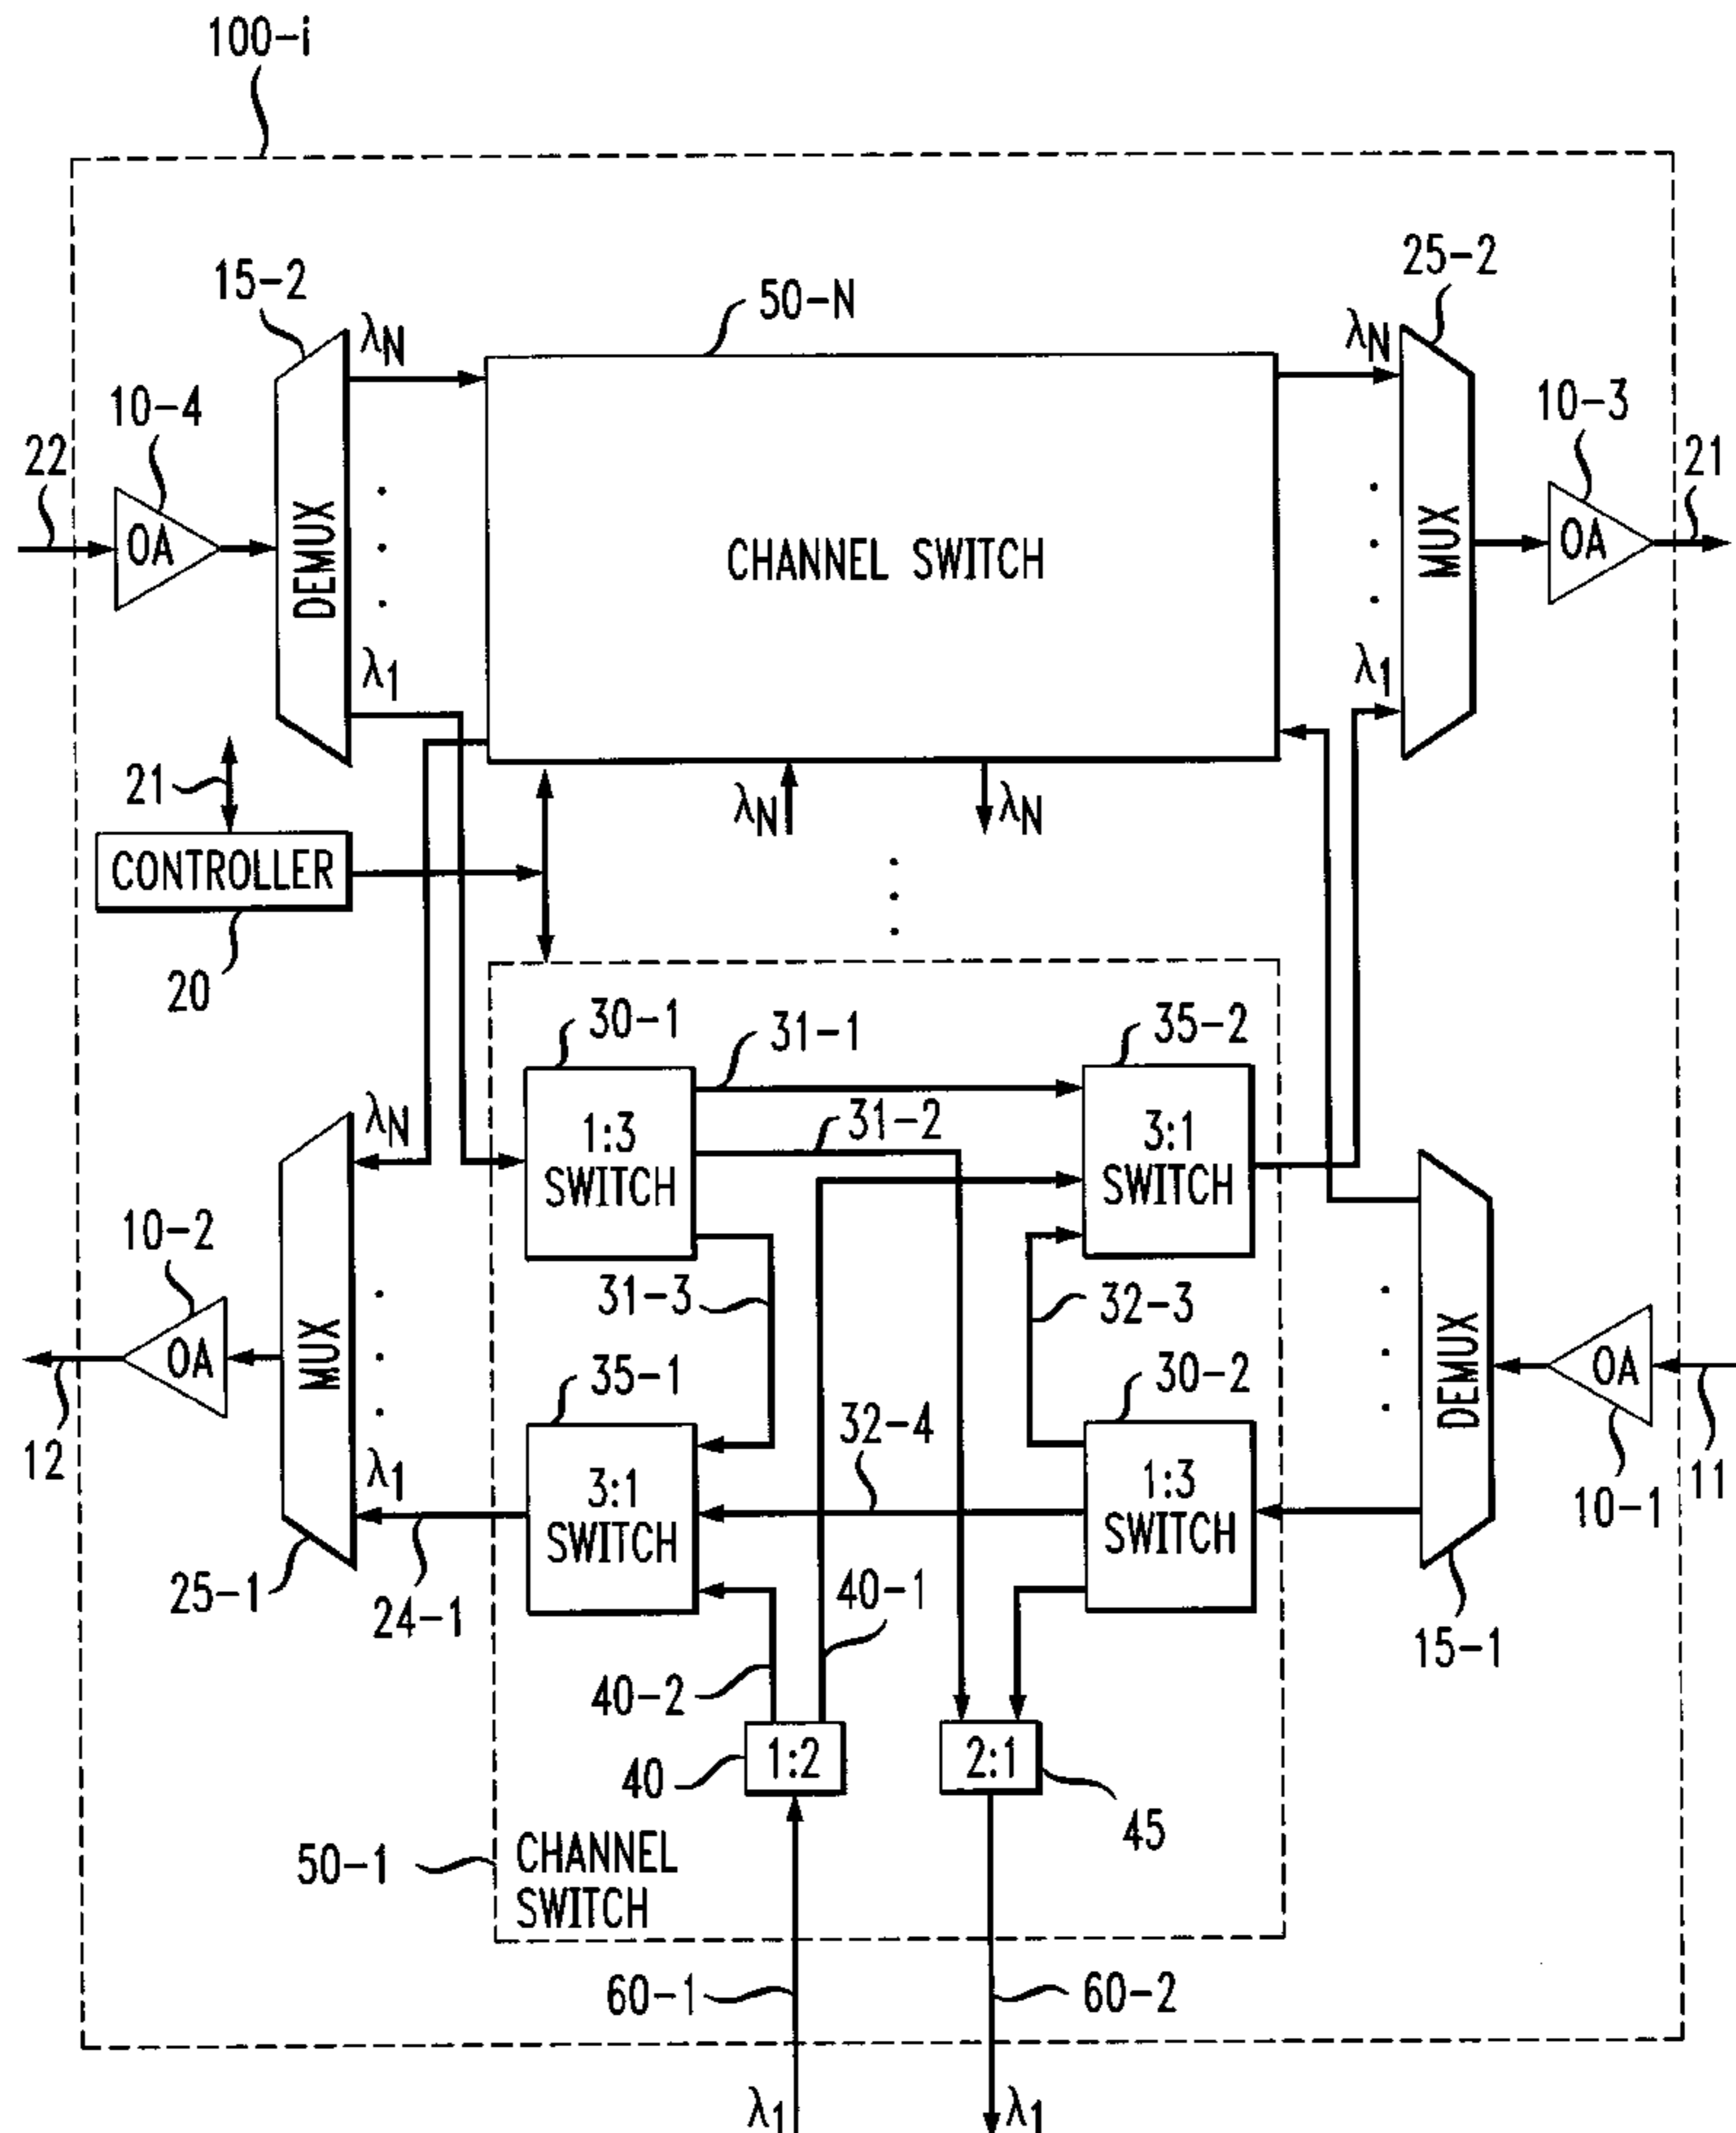 100-i
15-2
50-N
25-2
λN
λN
10-4
10-3
22
21
OA
DEMUX
CHANNEL SWITCH
MUX
OA
λ1
λ1
21
λN
λN
CONTROLLER
20
30-1
31-1
35-2
31-2
λN
1:3
SWITCH
3:1
SWITCH
10-2
31-3
32-3
OA
MUX
DEMUX
OA
35-1
30-2
32-4
12
11
λ1
3:1
SWITCH
1:3
SWITCH
10-1
25-1
24-1
40-1
15-1
40-2
40
1:2
2:1
45
50-1
CHANNEL
SWITCH
60-1
60-2
λ1
λ1